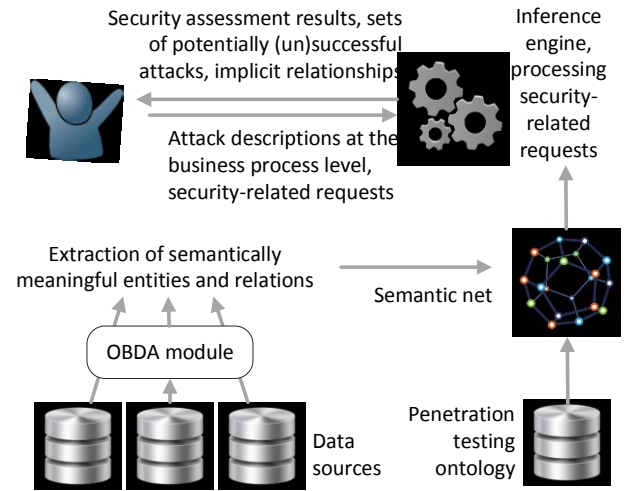 Security assessment results, sets
of potentially (un)successful
attacks, implicit relationships
Inference
engine,
processing
security-
related
requests
Attack descriptions at the
business process level,
security-related requests
Extraction of semantically
meaningful entities and relations
Semantic net
OBDA module
Data
sources
Penetration
testing
ontology